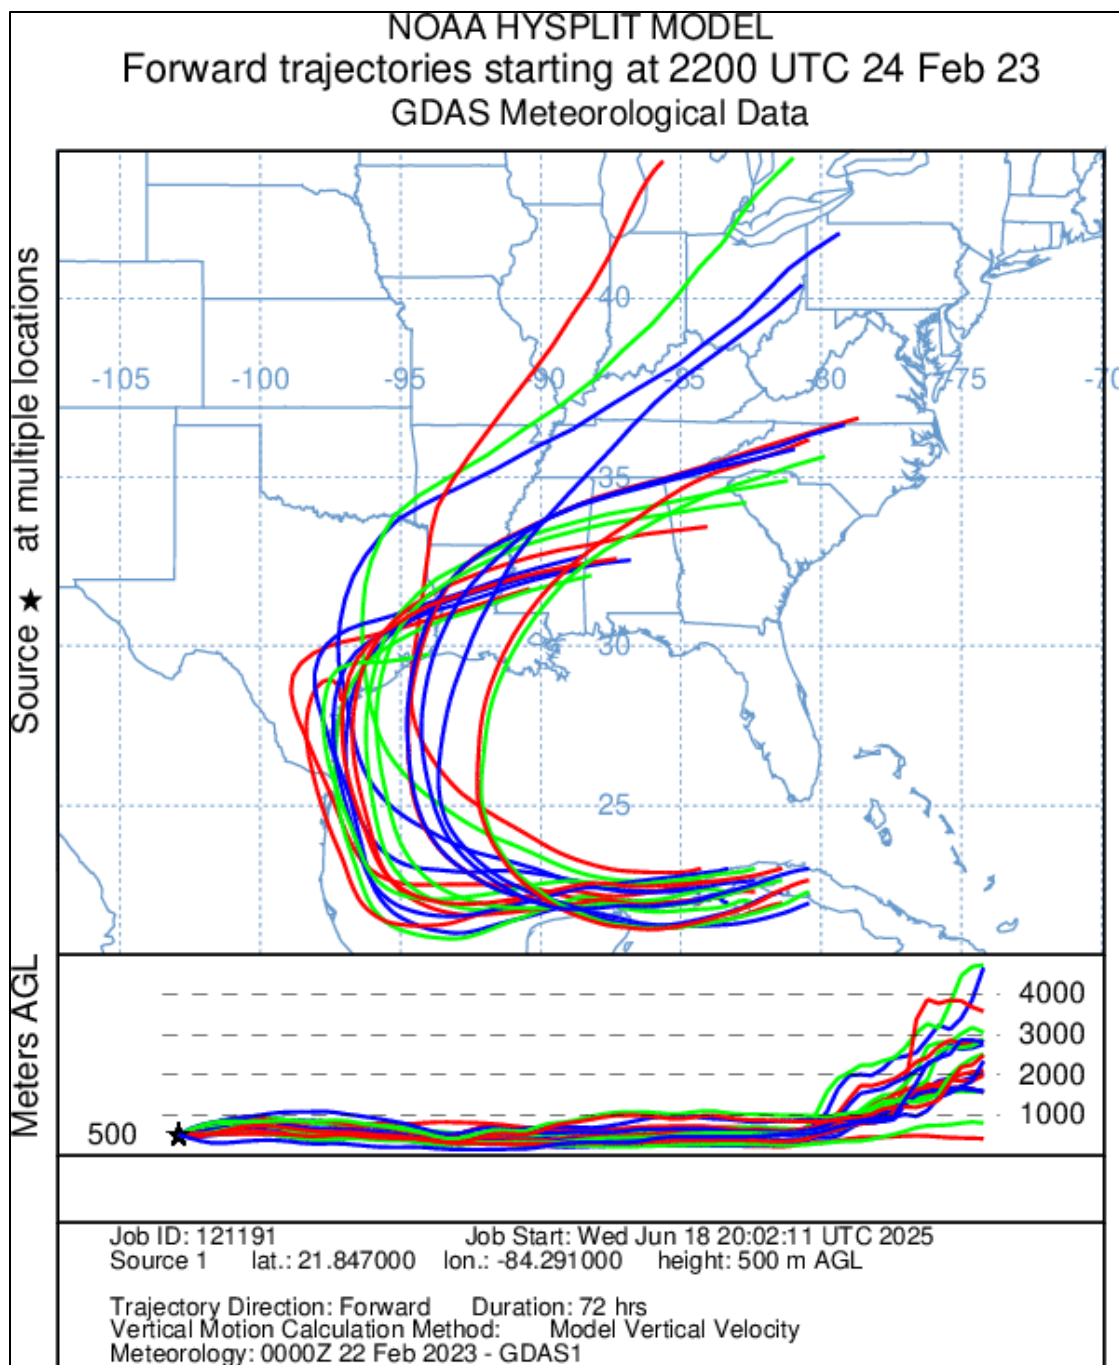 NOAA HYSPLIT MODEL
Forward trajectories starting at 2200 UTC 24 Feb 23
GDAS Meteorological Data
Source ★ at multiple locations
40
-105 -100 -95 -90 -85 -80 -75 -70
35
30
25
Meters AGL
4000
3000
2000
1000
500
Job ID: 121191 Job Start: Wed Jun 18 20:02:11 UTC 2025
Source 1 lat.: 21.847000 lon.: -84.291000 height: 500 m AGL
Trajectory Direction: Forward Duration: 72 hrs
Vertical Motion Calculation Method: Model Vertical Velocity
Meteorology: 0000Z 22 Feb 2023 - GDAS1